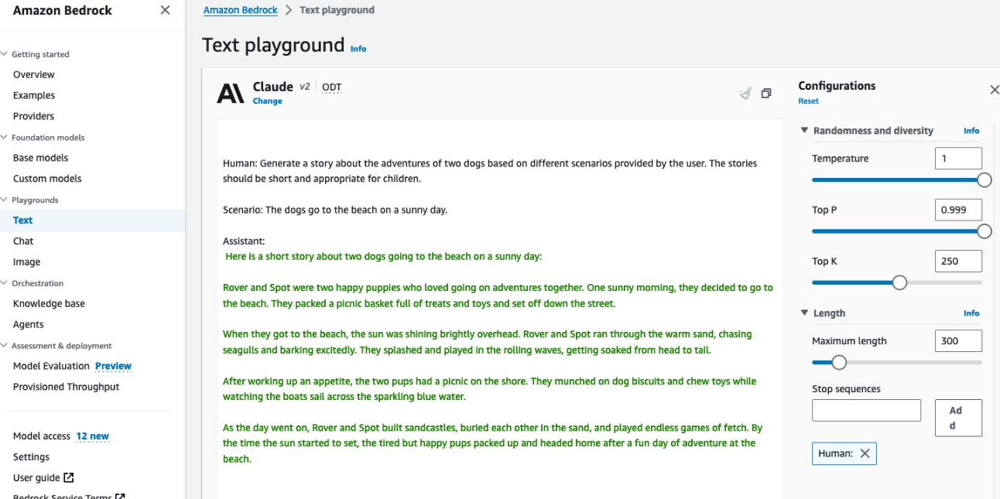 Amazon Bedrock
Getting started
Overview
Examples
Providers
Foundation models
Base models
Custom models
Playgrounds
Text
Chat
Image
Orchestration
Knowledge base
Agents
Assessment & deployment
Model Evaluation Preview
Provisioned Throughput
Model access 12 new
Settings
User guide
Bedrock Service Terms
Amazon Bedrock > Text playground
Text playground Info
Claude v2 | ODT
Change
Human: Generate a story about the adventures of two dogs based on different scenarios provided by the user. The stories
should be short and appropriate for children.
Scenario: The dogs go to the beach on a sunny day.
Assistant:
Here is a short story about two dogs going to the beach on a sunny day:
Rover and Spot were two happy puppies who loved going on adventures together. One sunny morning, they decided to go to
the beach. They packed a picnic basket full of treats and toys and set off down the street.
When they got to the beach, the sun was shining brightly overhead. Rover and Spot ran through the warm sand, chasing
seagulls and barking excitedly. They splashed and played in the rolling waves, getting soaked from head to tail.
After working up an appetite, the two pups had a picnic on the shore. They munched on dog biscuits and chew toys while
watching the boats sail across the sparkling blue water.
As the day went on, Rover and Spot built sandcastles, buried each other in the sand, and played endless games of fetch. By
the time the sun started to set, the tired but happy pups packed up and headed home after a fun day of adventure at the
beach.
Configurations
Reset
Randomness and diversity Info
Temperature 1
Top P 0.999
Top K 250
Length Info
Maximum length 300
Stop sequences
Ad
d
Human: